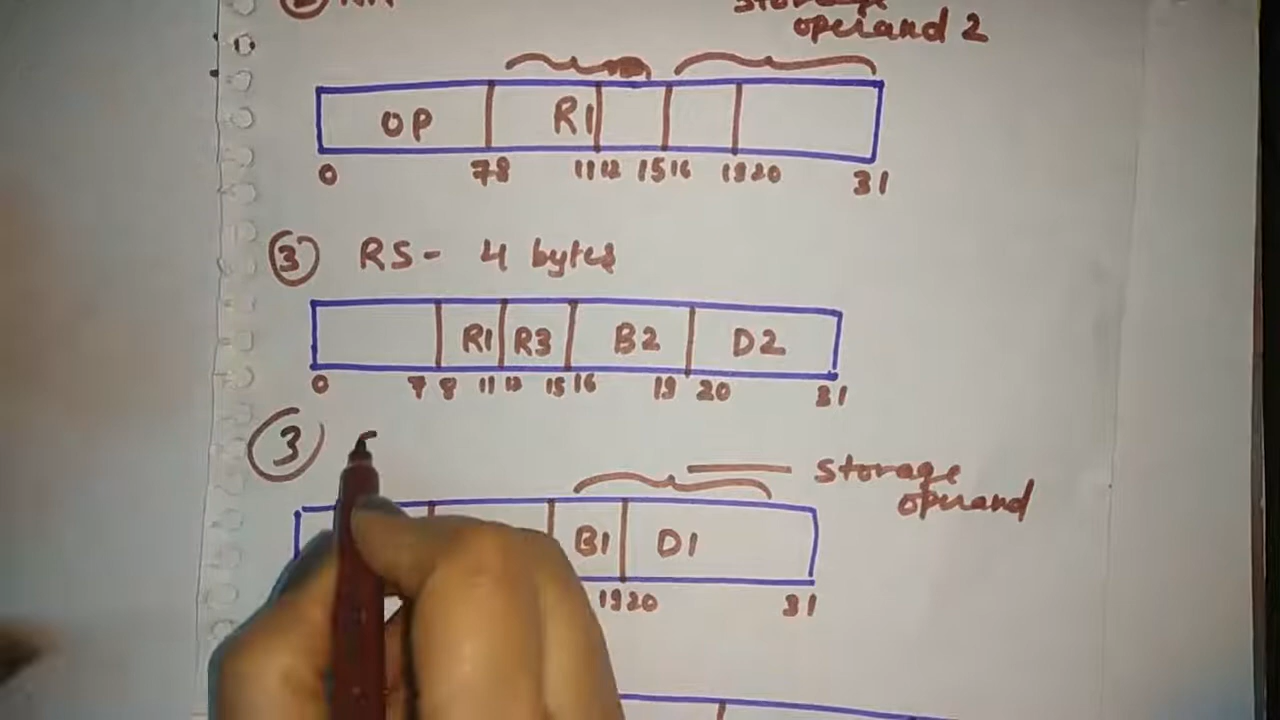 storage
operand 2
OP R1
0 78 11 12 15 16 19 20 31
③ RS- 4 bytes
R1 R3 B2 D2
0 7 8 11 12 15 16 19 20 31
③
storage
operand
B1 D1
19 20 31